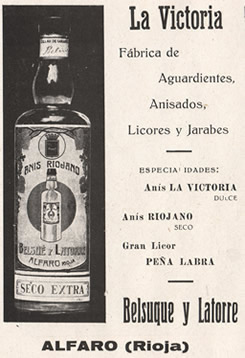 La Victoria
Fábrica de
Aguardientes,
Anisados,
Licores y Jarabes
ESPECIALIDADES:
Anís LA VICTORIA
DULCE
Anís RIOJANO
SECO
Gran Licor
PEÑA LABRA
Belsuque y Latorre
ANIS RIOJANO
BELSUÉ Y LATORRE
ALFARO RIOJA
SECO EXTRA
ALFARO (Rioja)